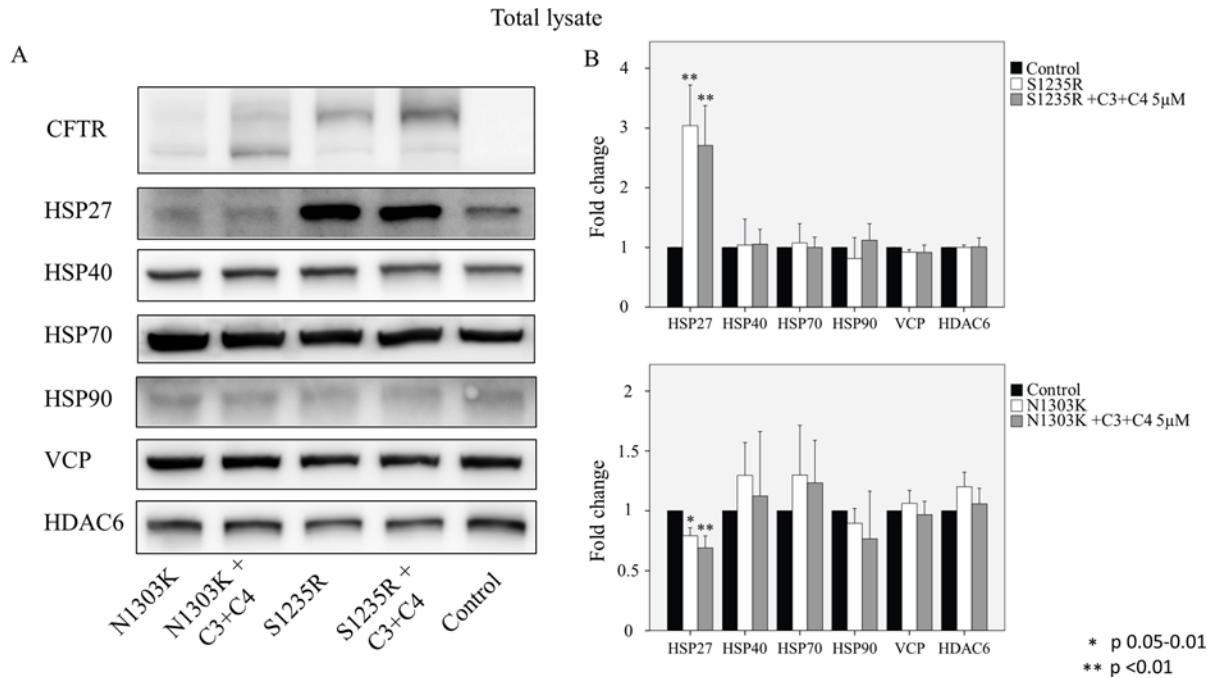 Total lysate
A
CFTR
HSP27
HSP40
HSP70
HSP90
VCP
HDAC6
N1303K
N1303K +
C3+C4
S1235R
S1235R +
C3+C4
Control
B
Fold change
4
3
2
1
0
** **
HSP27 HSP40 HSP70 HSP90 VCP HDAC6
Control
S1235R
S1235R +C3+C4 5μM
Fold change
2
1.5
1
0.5
0
* **
HSP27 HSP40 HSP70 HSP90 VCP HDAC6
Control
N1303K
N1303K +C3+C4 5μM
* p 0.05-0.01
** p <0.01